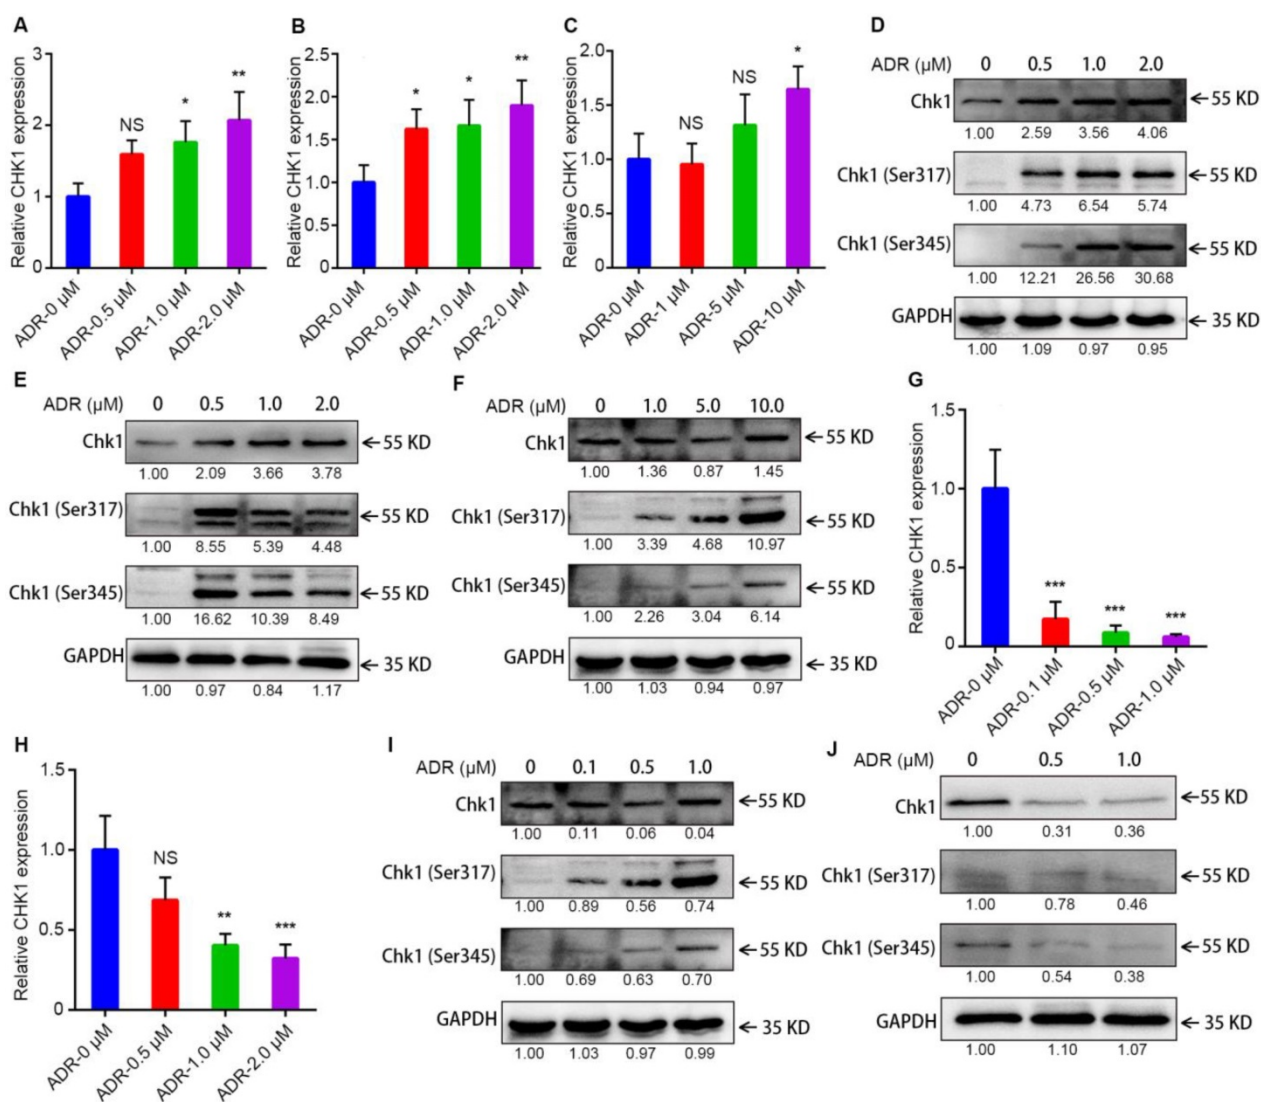 A
Relative CHK1 expression
3
2
1
0
NS
*
**
ADR-0 µM
ADR-0.5 µM
ADR-1.0 µM
ADR-2.0 µM
B
Relative CHK1 expression
2.5
2.0
1.5
1.0
0.5
0
*
*
**
ADR-0 µM
ADR-0.5 µM
ADR-1.0 µM
ADR-2.0 µM
C
Relative CHK1 expression
2.0
1.5
1.0
0.5
0
NS
NS
*
ADR-0 µM
ADR-1 µM
ADR-5 µM
ADR-10 µM
D
ADR (µM) 0 0.5 1.0 2.0
Chk1 ← 55 KD
1.00 2.59 3.56 4.06
Chk1 (Ser317) ← 55 KD
1.00 4.73 6.54 5.74
Chk1 (Ser345) ← 55 KD
1.00 12.21 26.56 30.68
GAPDH ← 35 KD
1.00 1.09 0.97 0.95
E
ADR (µM) 0 0.5 1.0 2.0
Chk1 ← 55 KD
1.00 2.09 3.66 3.78
Chk1 (Ser317) ← 55 KD
1.00 8.55 5.39 4.48
Chk1 (Ser345) ← 55 KD
1.00 16.62 10.39 8.49
GAPDH ← 35 KD
1.00 0.97 0.84 1.17
F
ADR (µM) 0 1.0 5.0 10.0
Chk1 ← 55 KD
1.00 1.36 0.87 1.45
Chk1 (Ser317) ← 55 KD
1.00 3.39 4.68 10.97
Chk1 (Ser345) ← 55 KD
1.00 2.26 3.04 6.14
GAPDH ← 35 KD
1.00 1.03 0.94 0.97
G
Relative CHK1 expression
1.5
1.0
0.5
0
***
***
***
ADR-0 µM
ADR-0.1 µM
ADR-0.5 µM
ADR-1.0 µM
H
Relative CHK1 expression
1.5
1.0
0.5
0
NS
**
***
ADR-0 µM
ADR-0.5 µM
ADR-1.0 µM
ADR-2.0 µM
I
ADR (µM) 0 0.1 0.5 1.0
Chk1 ← 55 KD
1.00 0.11 0.06 0.04
Chk1 (Ser317) ← 55 KD
1.00 0.89 0.56 0.74
Chk1 (Ser345) ← 55 KD
1.00 0.69 0.63 0.70
GAPDH ← 35 KD
1.00 1.03 0.97 0.99
J
ADR (µM) 0 0.5 1.0
Chk1 ← 55 KD
1.00 0.31 0.36
Chk1 (Ser317) ← 55 KD
1.00 0.78 0.46
Chk1 (Ser345) ← 55 KD
1.00 0.54 0.38
GAPDH ← 35 KD
1.00 1.10 1.07